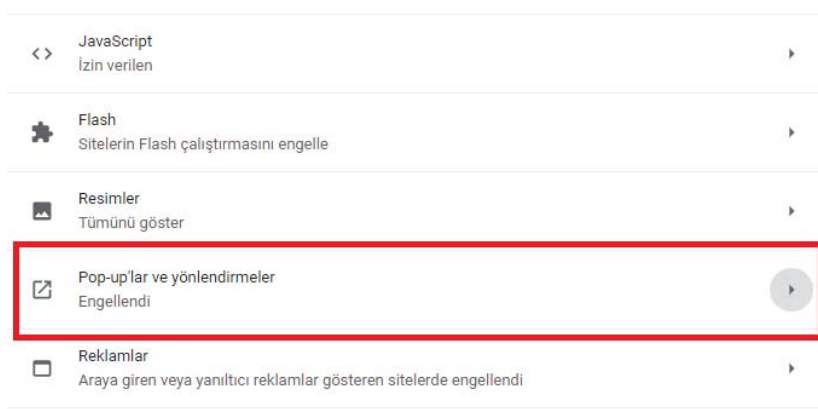 JavaScript
İzin verilen
Flash
Sitelerin Flash çalıştırmasını engelle
Resimler
Tümünü göster
Pop-up'lar ve yönlendirmeler
Engellendi
Reklamlar
Araya giren veya yanıltıcı reklamlar gösteren sitelerde engellendi